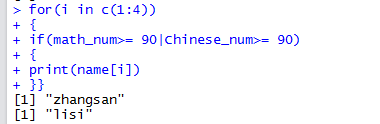 > for(i in c(1:4))
+ {
+ if(math_num>= 90|Chinese_num>= 90)
+ {
+ print(name[i])
+ }}
[1] "zhangsan"
[1] "lisi"